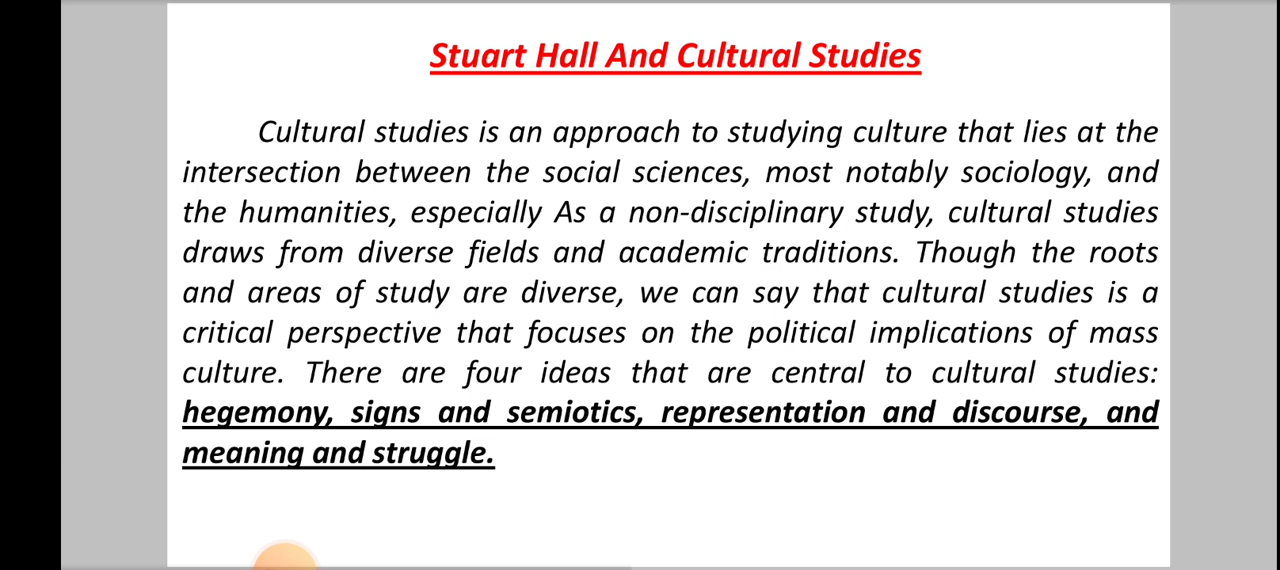 Stuart Hall And Cultural Studies
Cultural studies is an approach to studying culture that lies at the
intersection between the social sciences, most notably sociology, and
the humanities, especially As a non-disciplinary study, cultural studies
draws from diverse fields and academic traditions. Though the roots
and areas of study are diverse, we can say that cultural studies is a
critical perspective that focuses on the political implications of mass
culture. There are four ideas that are central to cultural studies:
hegemony, signs and semiotics, representation and discourse, and
meaning and struggle.